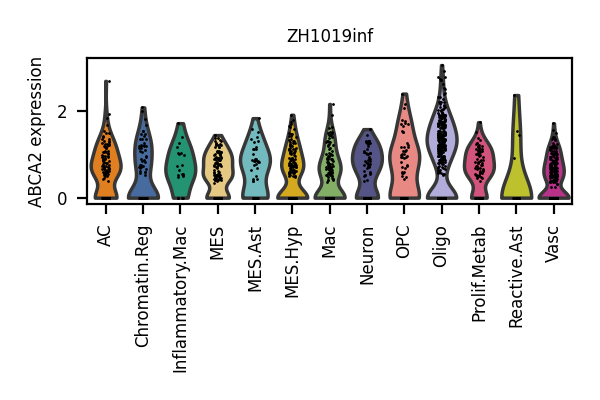 ZH1019inf
ABCA2 expression
2
0
AC
Chromatin.Reg
Inflammatory.Mac
MES
MES.Ast
MES.Hyp
Mac
Neuron
OPC
Oligo
Prolif.Metab
Reactive.Ast
Vasc